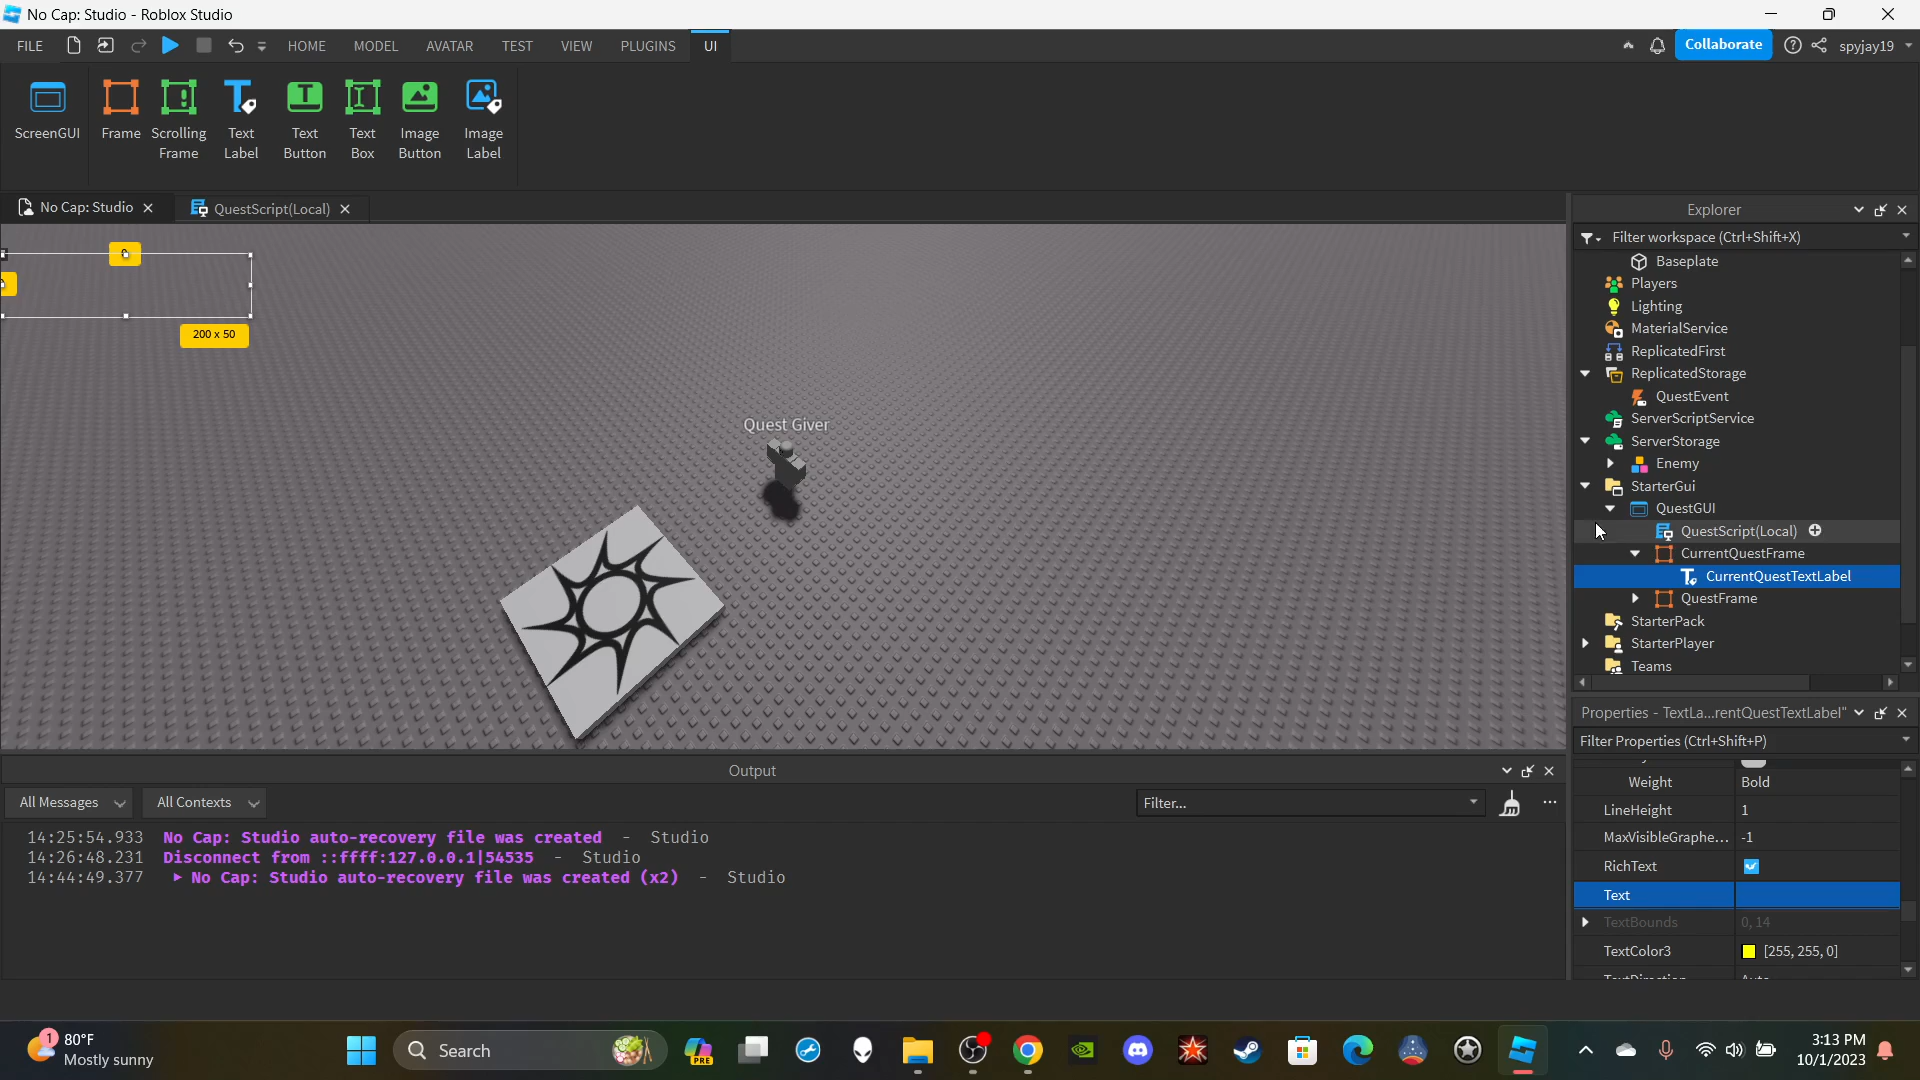 No Cap: Studio - Roblox Studio
FILE HOME MODEL AVATAR TEST VIEW PLUGINS UI Collaborate spyjay19
ScreenGUI
Frame
Scrolling
Frame
Text
Label
Text
Button
Text
Box
Image
Button
Image
Label
No Cap: Studio
QuestScript(Local)
200 x 50
Quest Giver
Explorer
Filter workspace (Ctrl+Shift+X)
Baseplate
Players
Lighting
MaterialService
ReplicatedFirst
ReplicatedStorage
QuestEvent
ServerScriptService
ServerStorage
Enemy
StarterGui
QuestGUI
QuestScript(Local)
CurrentQuestFrame
CurrentQuestTextLabel
QuestFrame
StarterPack
StarterPlayer
Teams
Properties - TextLa...rentQuestTextLabel"
Filter Properties (Ctrl+Shift+P)
Weight Bold
LineHeight 1
MaxVisibleGraphe... -1
RichText
Text
TextBounds 0, 14
TextColor3 [255, 255, 0]
Output
All Messages All Contexts Filter...
14:25:54.933 No Cap: Studio auto-recovery file was created - Studio
14:26:48.231 Disconnect from ::ffff:127.0.0.1|54535 - Studio
14:44:49.377 No Cap: Studio auto-recovery file was created (x2) - Studio
1
80°F
Mostly sunny
Search
PRE
3:13 PM
10/1/2023